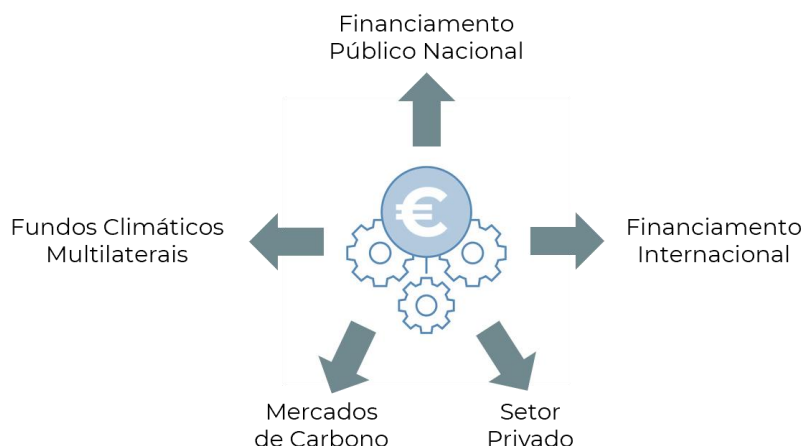 Financiamento
Público Nacional
Fundos Climáticos
Multilaterais
€
Financiamento
Internacional
Mercados
de Carbono
Setor
Privado